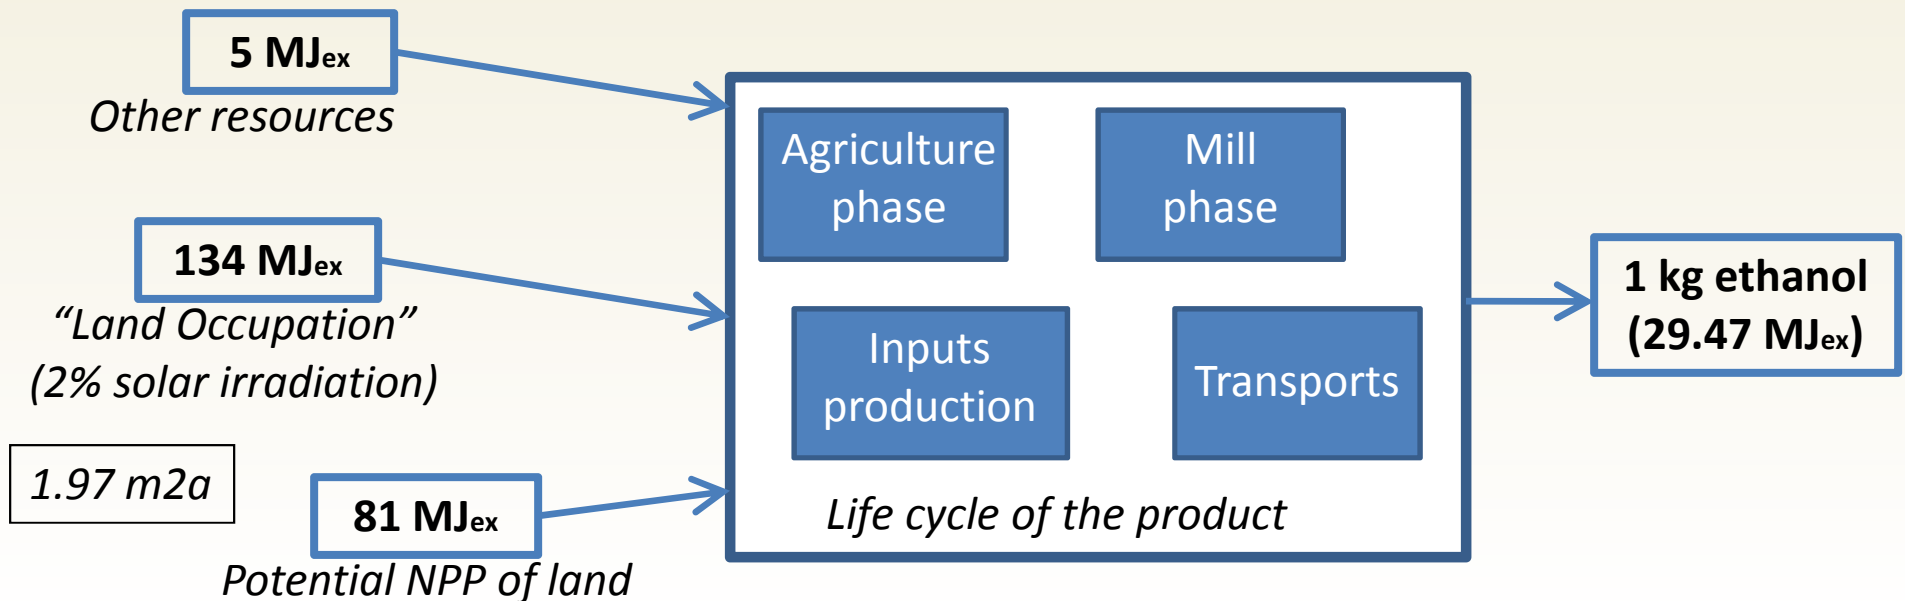 5 MJex
Other resources
134 MJex
“Land Occupation”
(2% solar irradiation)
1.97 m2a
81 MJex
Potential NPP of land
Agriculture
phase
Mill
phase
Inputs
production
Transports
Life cycle of the product
1 kg ethanol
(29.47 MJex)